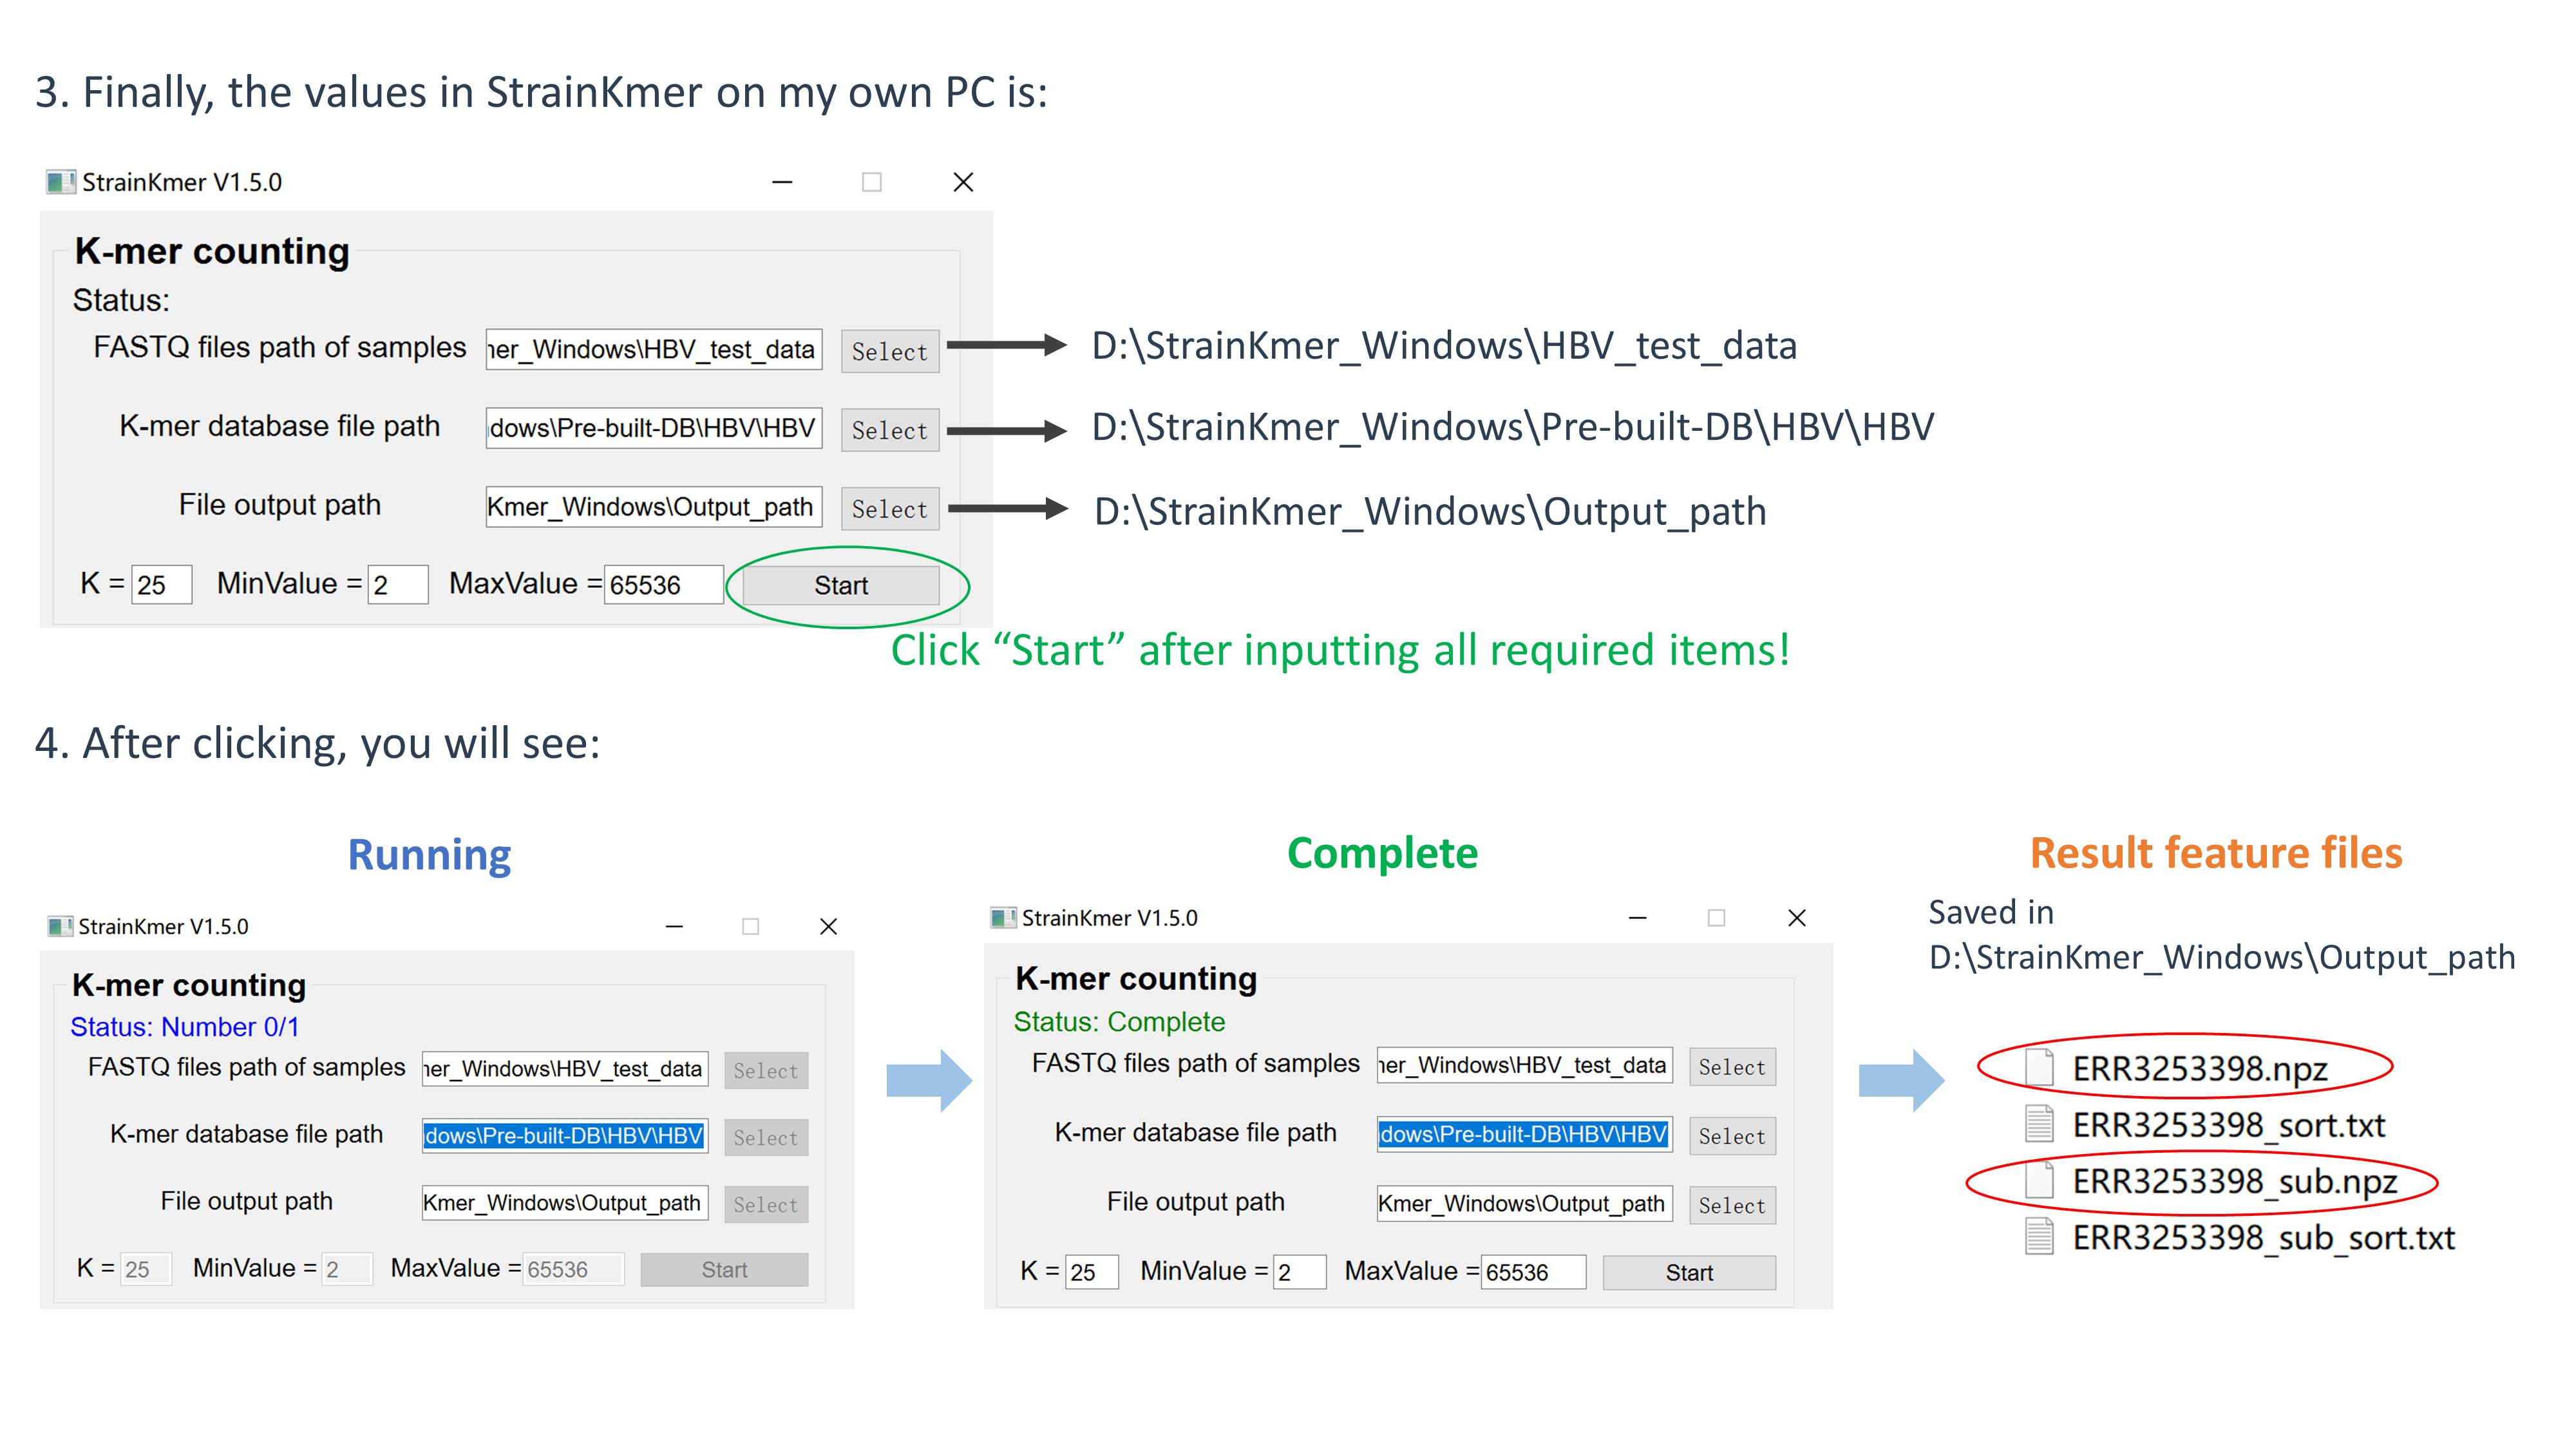 3. Finally, the values in StrainKmer on my own PC is:
StrainKmer V1.5.0
K-mer counting
Status:
FASTQ files path of samples
ner_Windows\HBV_test_data
Select
D:\StrainKmer_Windows\HBV_test_data
K-mer database file path
dows\Pre-built-DB\HBV\HBV
Select
D:\StrainKmer_Windows\Pre-built-DB\HBV\HBV
File output path
Kmer_Windows\Output_path
Select
D:\StrainKmer_Windows\Output_path
K = 25 MinValue = 2 MaxValue = 65536 Start
Click “Start” after inputting all required items!
4. After clicking, you will see:
Running
StrainKmer V1.5.0
K-mer counting
Status: Number 0/1
FASTQ files path of samples
ner_Windows\HBV_test_data
Select
K-mer database file path
dows\Pre-built-DB\HBV\HBV
Select
File output path
Kmer_Windows\Output_path
Select
K = 25 MinValue = 2 MaxValue = 65536 Start
Complete
StrainKmer V1.5.0
K-mer counting
Status: Complete
FASTQ files path of samples
ner_Windows\HBV_test_data
Select
K-mer database file path
dows\Pre-built-DB\HBV\HBV
Select
File output path
Kmer_Windows\Output_path
Select
K = 25 MinValue = 2 MaxValue = 65536 Start
Result feature files
Saved in
D:\StrainKmer_Windows\Output_path
ERR3253398.npz
ERR3253398_sort.txt
ERR3253398_sub.npz
ERR3253398_sub_sort.txt